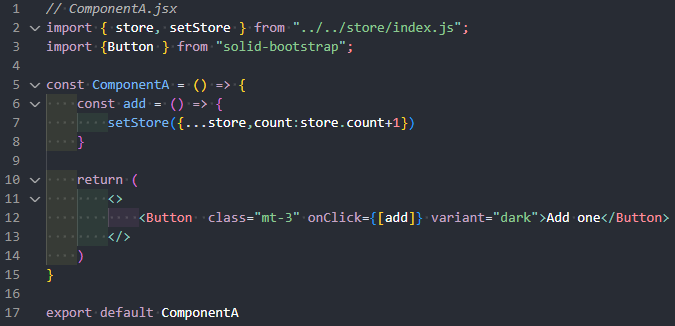 1 // ComponentA.jsx
2 import { store, setStore } from "../../store/index.js";
3 import {Button } from "solid-bootstrap";
4
5 const ComponentA = () => {
6     const add = () => {
7         setStore({...store,count:store.count+1})
8     }
9
10     return (
11         <>
12             <Button  class="mt-3" onClick={[add]} variant="dark">Add one</Button>
13         </>
14     )
15 }
16
17 export default ComponentA